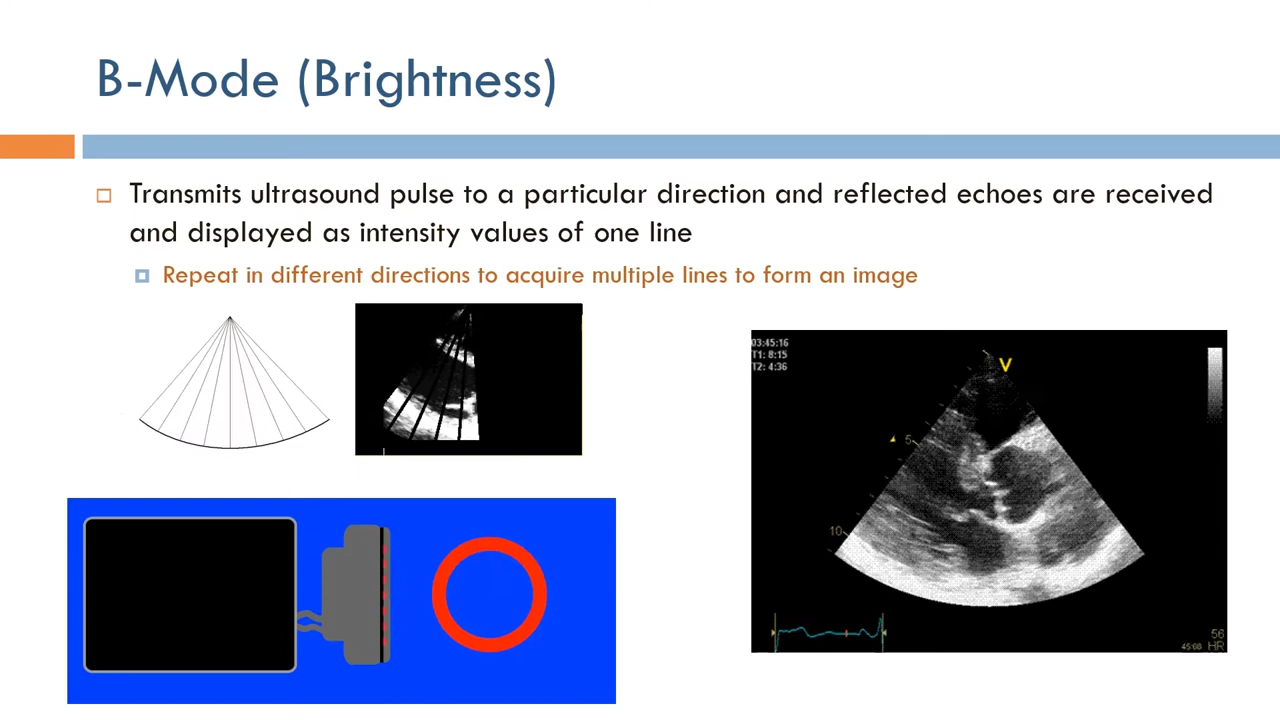 B-Mode (Brightness)
Transmits ultrasound pulse to a particular direction and reflected echoes are received
and displayed as intensity values of one line
Repeat in different directions to acquire multiple lines to form an image
03:45:16
T1: 8:15
T2: 4:36
V
5
10
56
45:68 HR